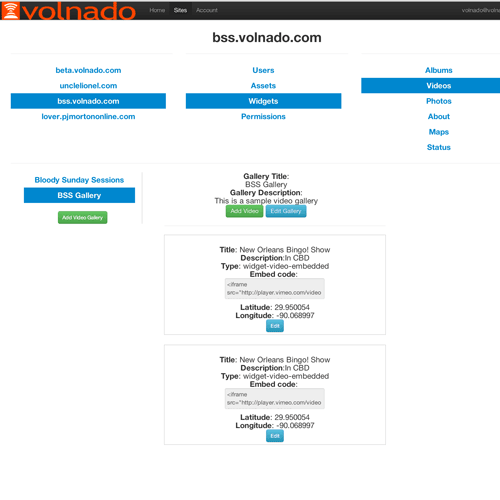 volnado
Home Sites Account
bss.volnado.com
beta.volnado.com
unclelionel.com
bss.volnado.com
lover.pjmortononline.com
Users
Assets
Widgets
Permissions
Albums
Videos
Photos
About
Maps
Status
Bloody Sunday Sessions
BSS Gallery
Add Video Gallery
Gallery Title:
BSS Gallery
Gallery Description:
This is a sample video gallery
Add Video Edit Gallery
Title: New Orleans Bingo! Show
Description:In CBD
Type: widget-video-embedded
Embed code:
<iframe
src="http://player.vimeo.com/video
Latitude: 29.950054
Longitude: -90.068997
Edit
Title: New Orleans Bingo! Show
Description:In CBD
Type: widget-video-embedded
Embed code:
<iframe
src="http://player.vimeo.com/video
Latitude: 29.950054
Longitude: -90.068997
Edit